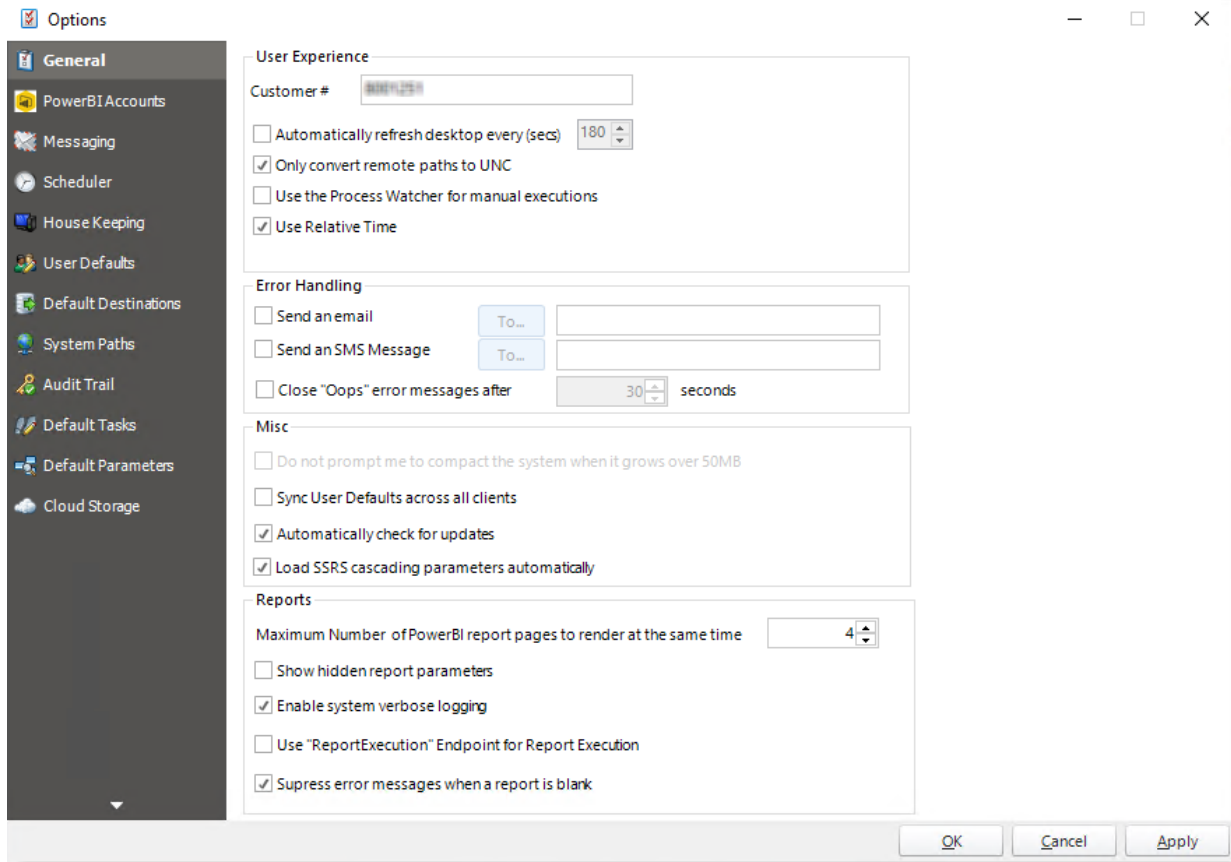 Options
General
PowerBI Accounts
Messaging
Scheduler
House Keeping
User Defaults
Default Destinations
System Paths
Audit Trail
Default Tasks
Default Parameters
Cloud Storage
User Experience
Customer #
Automatically refresh desktop every (secs) 180
Only convert remote paths to UNC
Use the Process Watcher for manual executions
Use Relative Time
Error Handling
Send an email To...
Send an SMS Message To...
Close "Oops" error messages after 30 seconds
Misc
Do not prompt me to compact the system when it grows over 50MB
Sync User Defaults across all clients
Automatically check for updates
Load SSRS cascading parameters automatically
Reports
Maximum Number of PowerBI report pages to render at the same time 4
Show hidden report parameters
Enable system verbose logging
Use "ReportExecution" Endpoint for Report Execution
Supress error messages when a report is blank
OK Cancel Apply